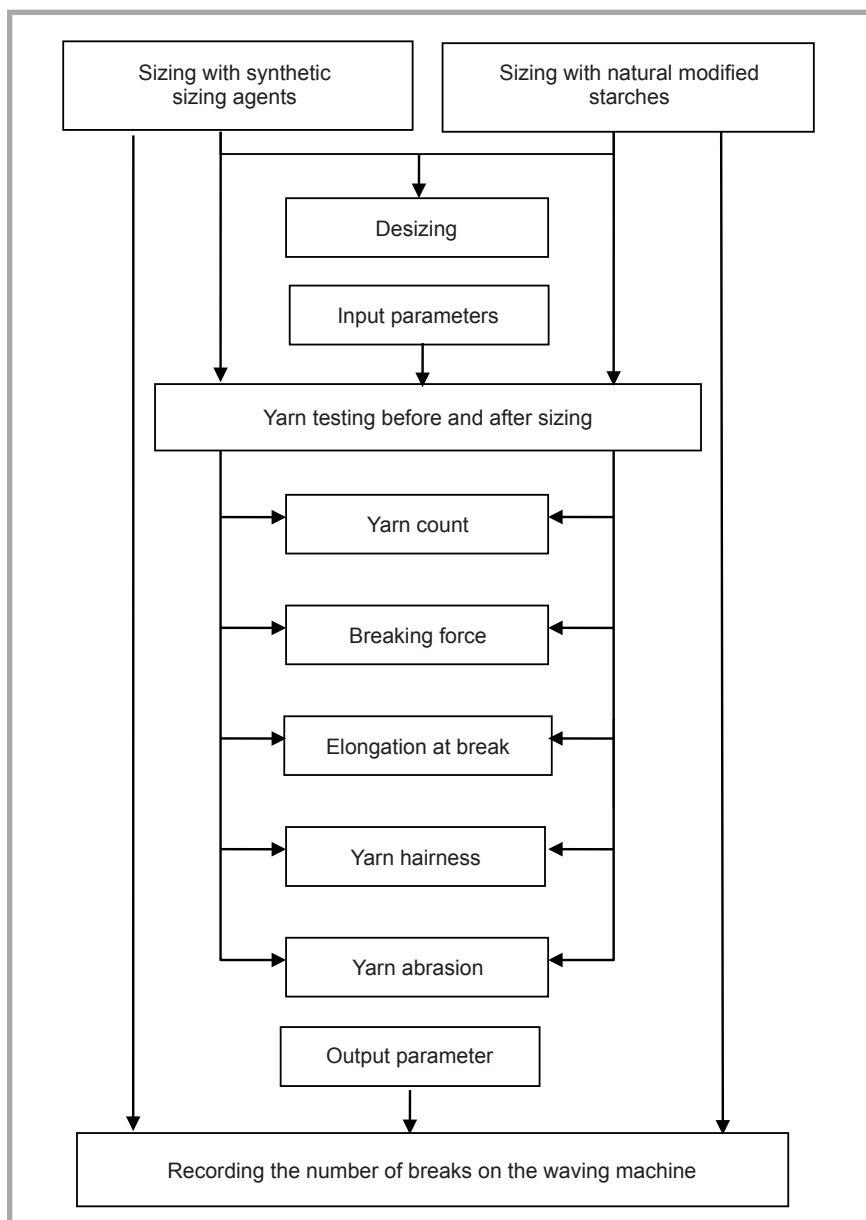 Sizing with synthetic
sizing agents
Sizing with natural modified
starches
Desizing
Input parameters
Yarn testing before and after sizing
Yarn count
Breaking force
Elongation at break
Yarn hairness
Yarn abrasion
Output parameter
Recording the number of breaks on the waving machine